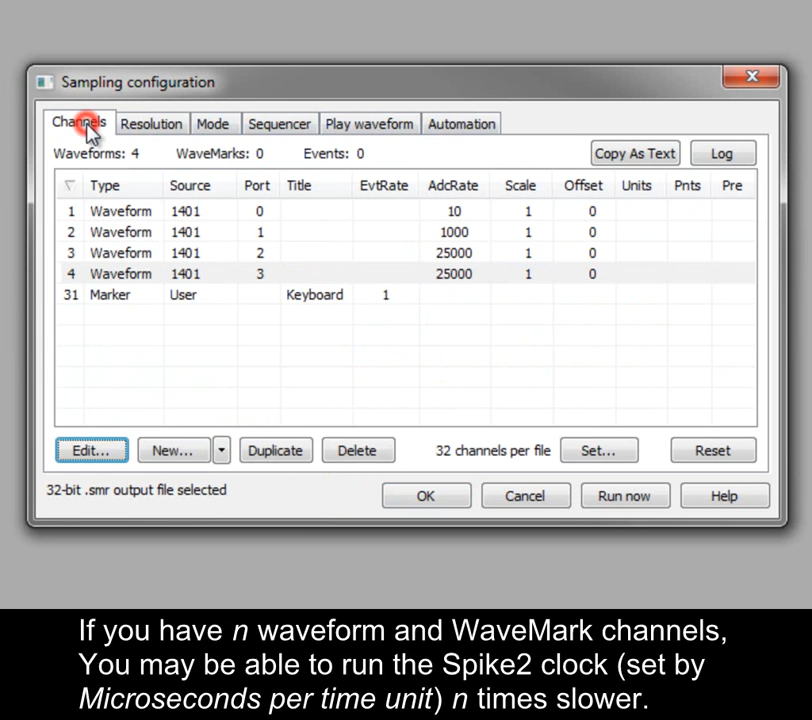 Sampling configuration
Channels Resolution Mode Sequencer Play waveform Automation
Waveforms: 4 WaveMarks: 0 Events: 0 Copy As Text Log
Type Source Port Title EvtRate AdcRate Scale Offset Units Pnts Pre
1 Waveform 1401 0 10 1 0
2 Waveform 1401 1 1000 1 0
3 Waveform 1401 2 25000 1 0
4 Waveform 1401 3 25000 1 0
31 Marker User Keyboard 1
Edit... New... Duplicate Delete 32 channels per file Set... Reset
32-bit .smr output file selected
OK Cancel Run now Help
If you have n waveform and WaveMark channels,
You may be able to run the Spike2 clock (set by
Microseconds per time unit) n times slower.